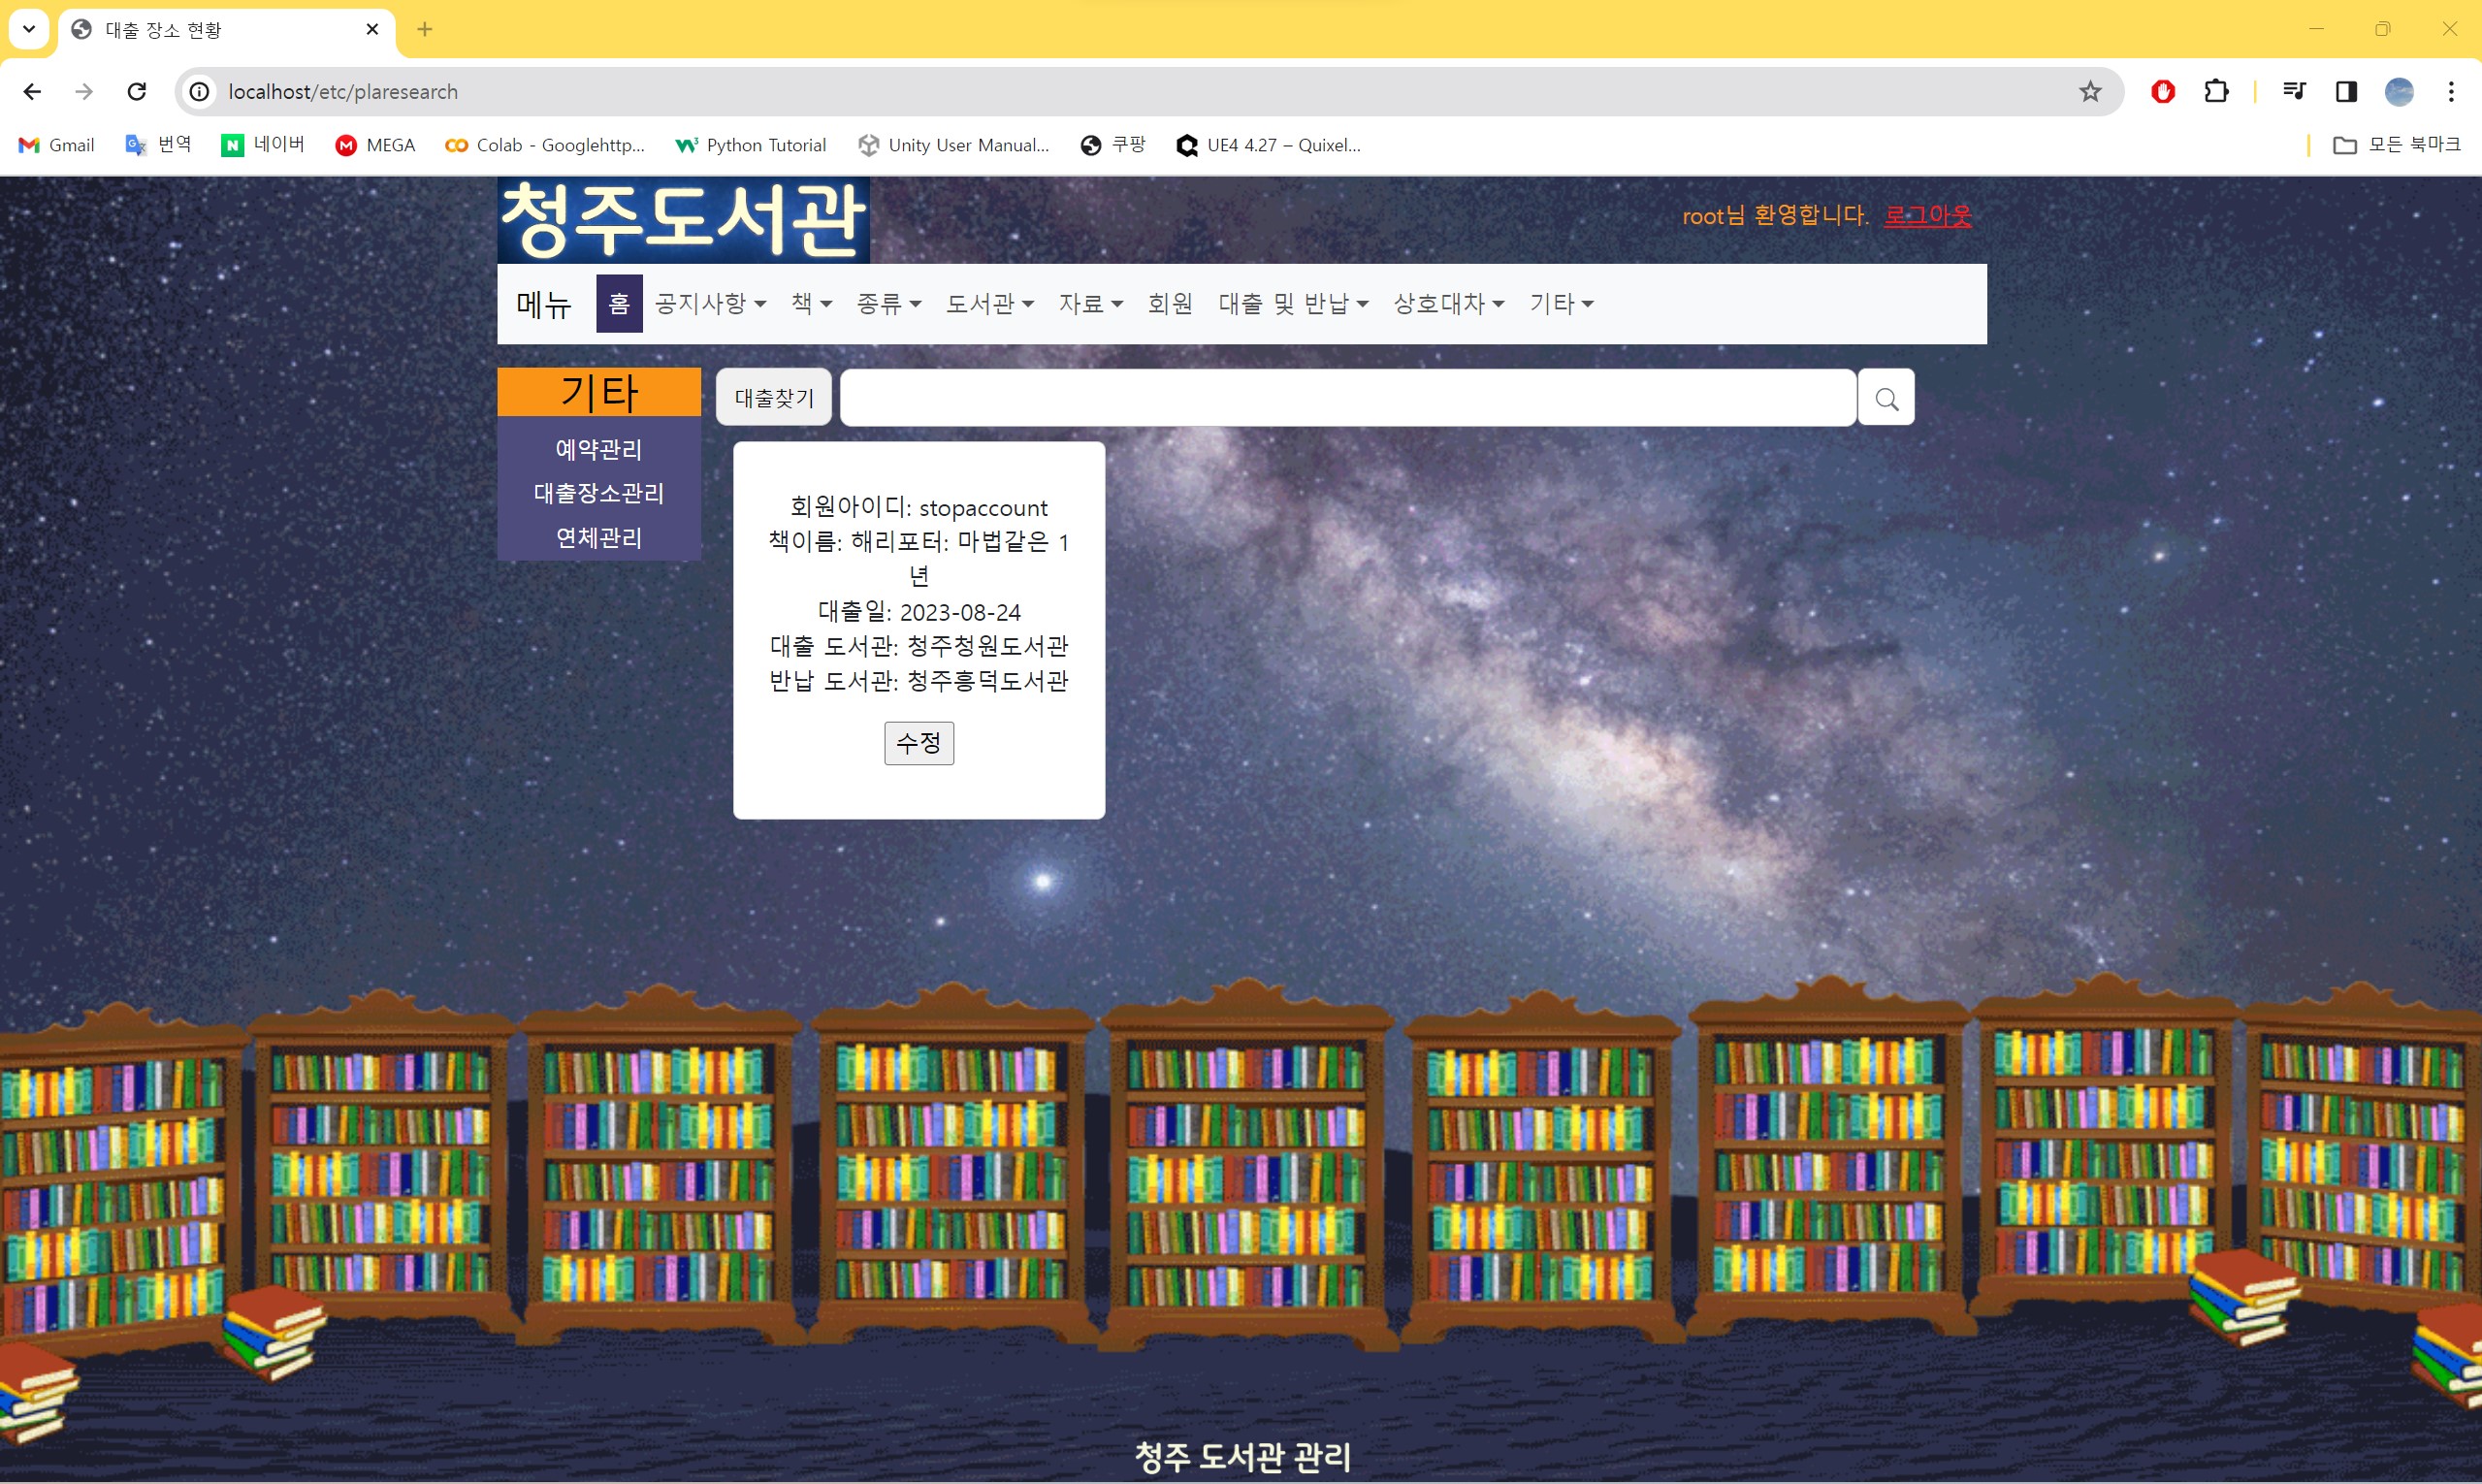 대출 장소 현황
localhost/etc/plaresearch
Gmail 번역 네이버 MEGA Colab - Googlehttp... Python Tutorial Unity User Manual... 쿠팡 UE4 4.27 – Quixel... 모든 북마크
청주도서관
root님 환영합니다. 로그아웃
메뉴 홈 공지사항 책 종류 도서관 자료 회원 대출 및 반납 상호대차 기타
기타
예약관리
대출장소관리
연체관리
대출찾기
회원아이디: stopaccount
책이름: 해리포터: 마법같은 1
년
대출일: 2023-08-24
대출 도서관: 청주청원도서관
반납 도서관: 청주흥덕도서관
수정
청주 도서관 관리